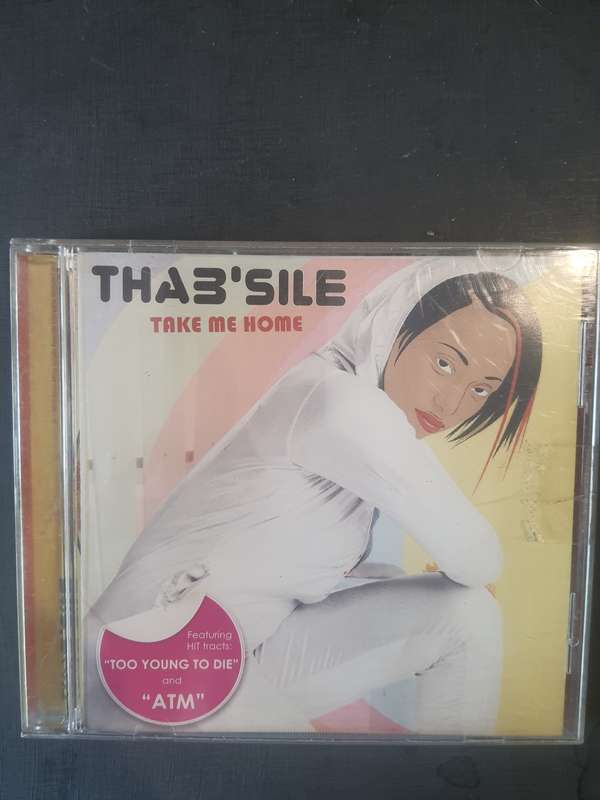 THAB'SILE
TAKE ME HOME
Featuring
HIT tracts:
"TOO YOUNG TO DIE"
and
"ATM"